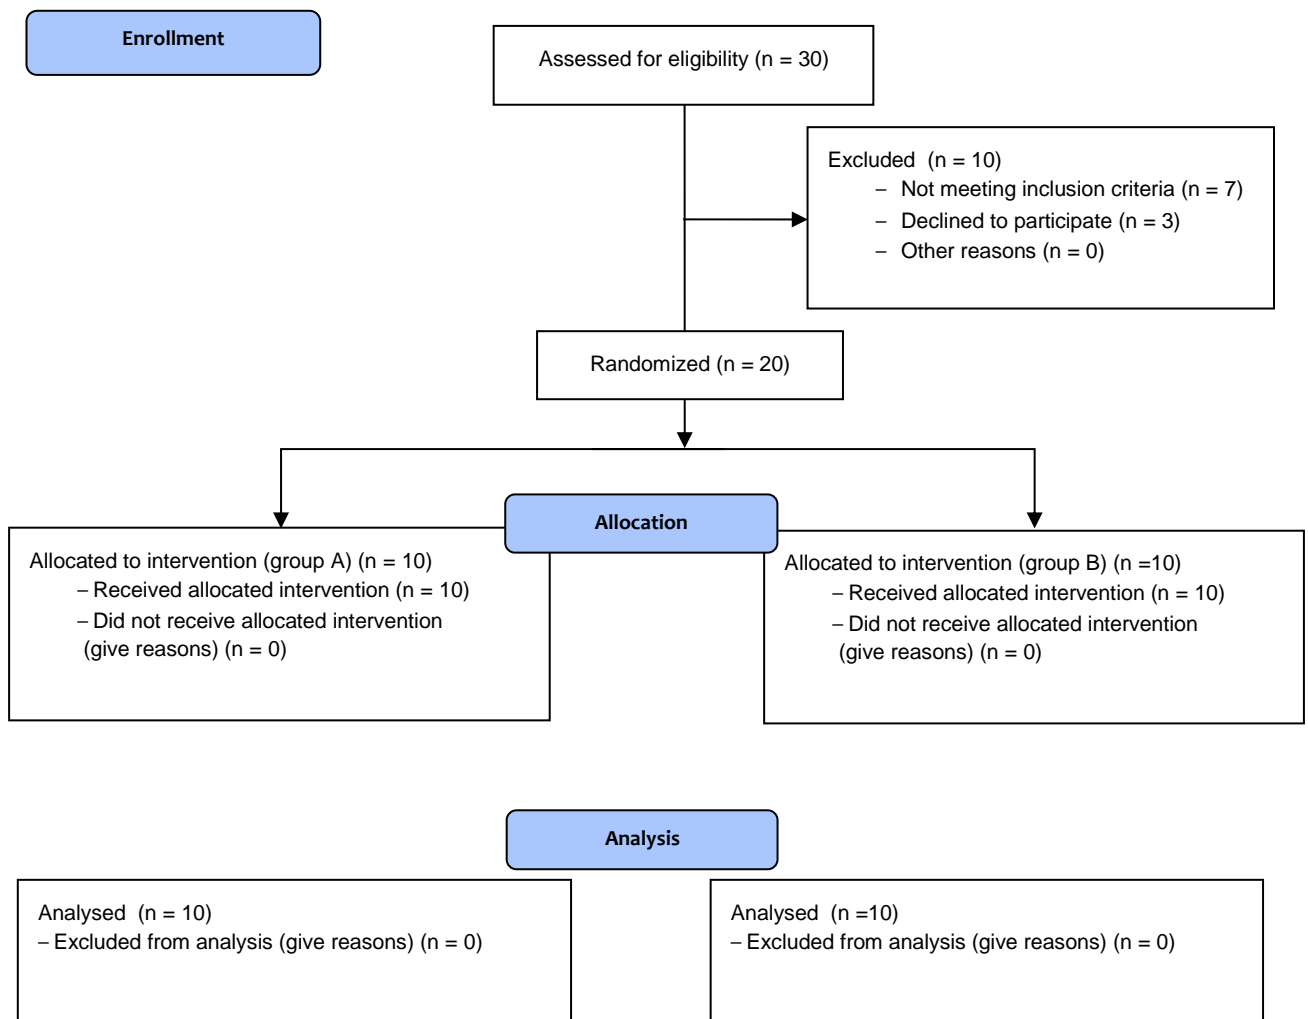 Enrollment
Assessed for eligibility (n = 30)
Excluded  (n = 10)
– Not meeting inclusion criteria (n = 7)
– Declined to participate (n = 3)
– Other reasons (n = 0)
Randomized (n = 20)
Allocation
Allocated to intervention (group A) (n = 10)
– Received allocated intervention (n = 10)
– Did not receive allocated intervention
(give reasons) (n = 0)
Allocated to intervention (group B) (n =10)
– Received allocated intervention (n = 10)
– Did not receive allocated intervention
(give reasons) (n = 0)
Analysis
Analysed  (n = 10)
– Excluded from analysis (give reasons) (n = 0)
Analysed  (n =10)
– Excluded from analysis (give reasons) (n = 0)